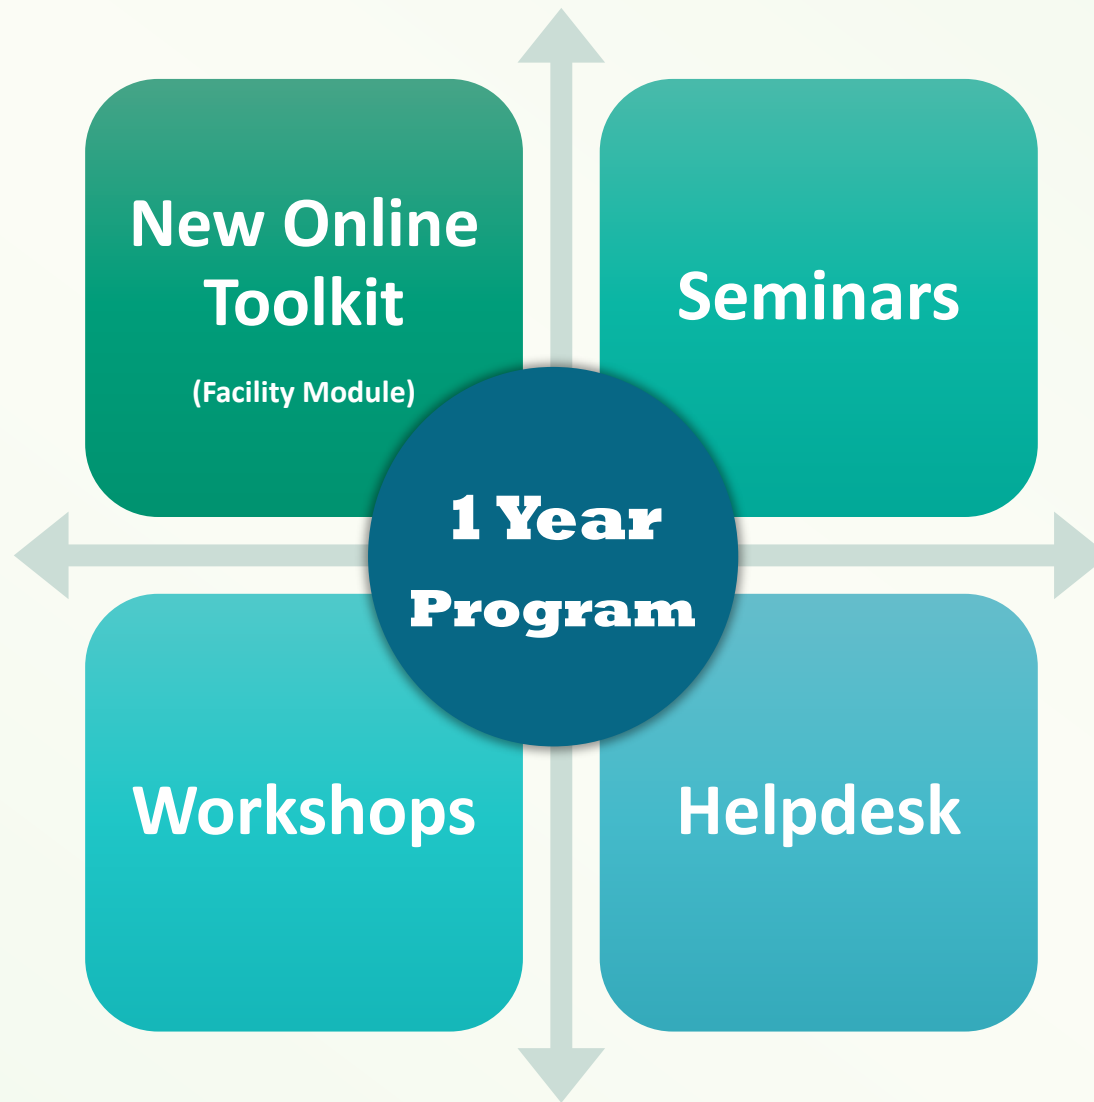 New Online
Toolkit
(Facility Module)
Seminars
1 Year
Program
Workshops
Helpdesk